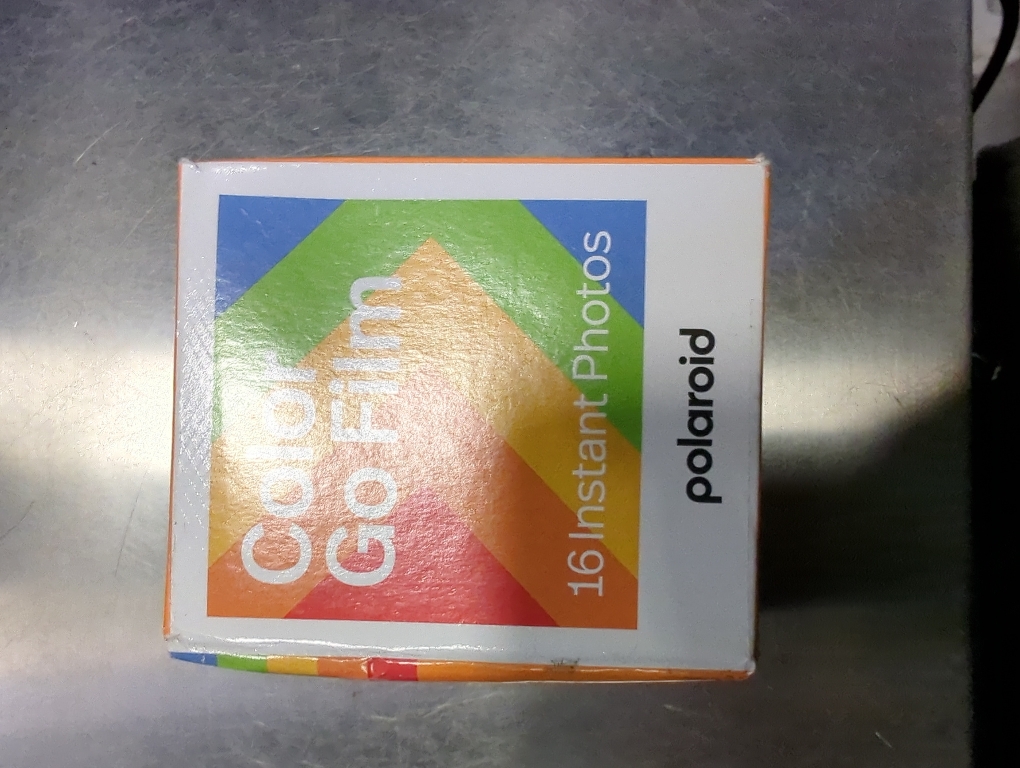 Color
Go Film
16 Instant Photos
polaroid